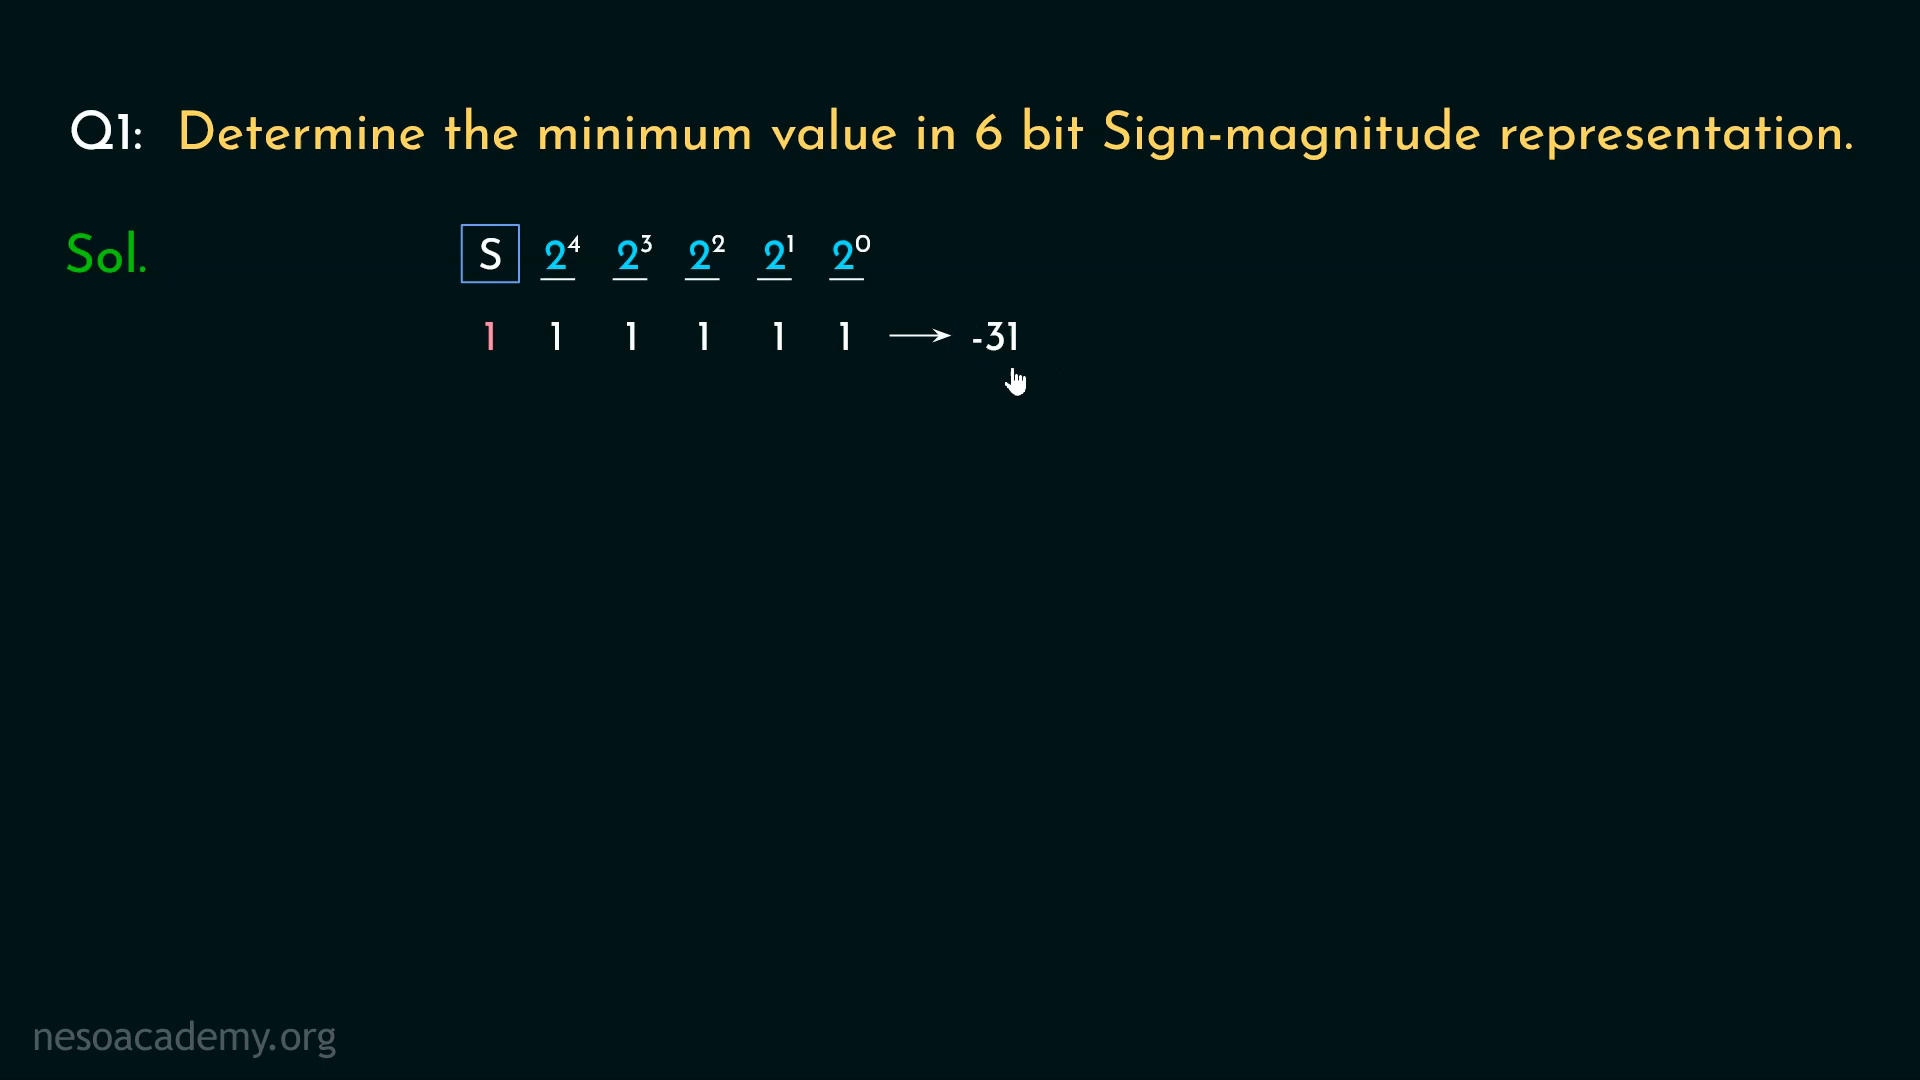 Q1: Determine the minimum value in 6 bit Sign-magnitude representation.
Sol. S 2⁴ 2³ 2² 2¹ 2⁰
1 1 1 1 1 1 → -31
nesoacademy.org